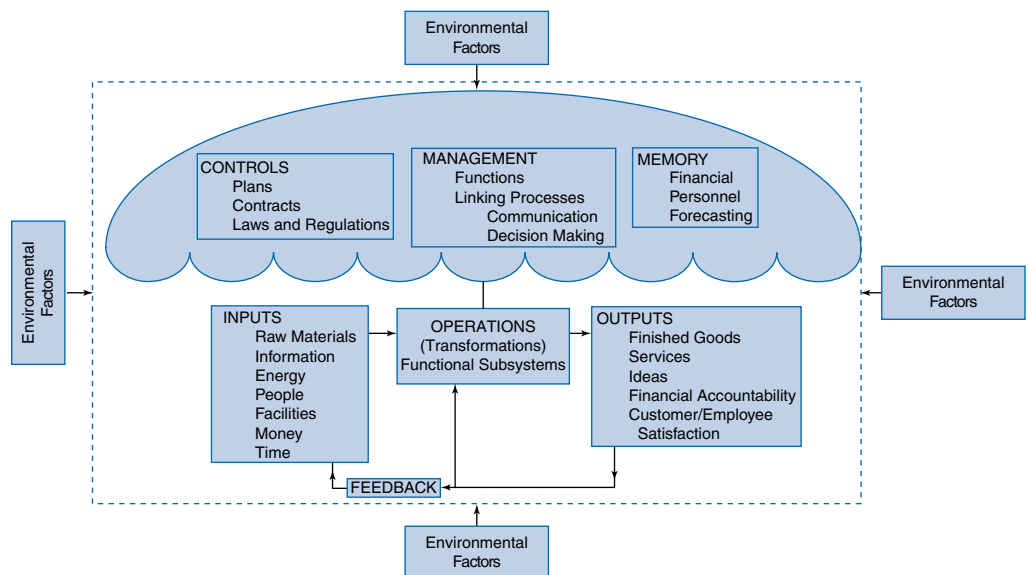 Environmental
Factors
CONTROLS
Plans
Contracts
Laws and Regulations
MANAGEMENT
Functions
Linking Processes
Communication
Decision Making
MEMORY
Financial
Personnel
Forecasting
Environmental
Factors
Environmental
Factors
INPUTS
Raw Materials
Information
Energy
People
Facilities
Money
Time
OPERATIONS
(Transformations)
Functional Subsystems
OUTPUTS
Finished Goods
Services
Ideas
Financial Accountability
Customer/Employee
Satisfaction
FEEDBACK
Environmental
Factors